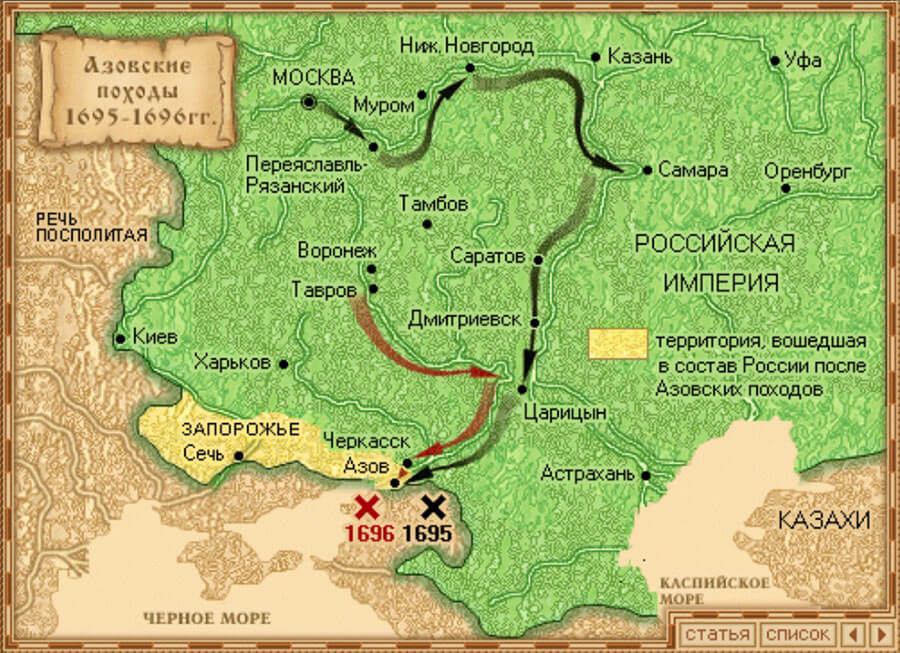 Азовские
походы
1695-1696гг.
МОСКВА
Ниж. Новгород
Казань
Уфа
Муром
Переяславль-
Рязанский
Самара
Оренбург
Тамбов
РЕЧЬ
ПОСПОЛИТАЯ
Воронеж
Саратов
РОССИЙСКАЯ
ИМПЕРИЯ
Тавров
Дмитриевск
Киев
территория, вошедшая
в состав России после
Азовских походов
Харьков
Царицын
ЗАПОРОЖЬЕ
Сечь
Черкасск
Азов
Астрахань
1696 1695
КАЗАХИ
КАСПИЙСКОЕ
МОРЕ
ЧЕРНОЕ МОРЕ
статья список